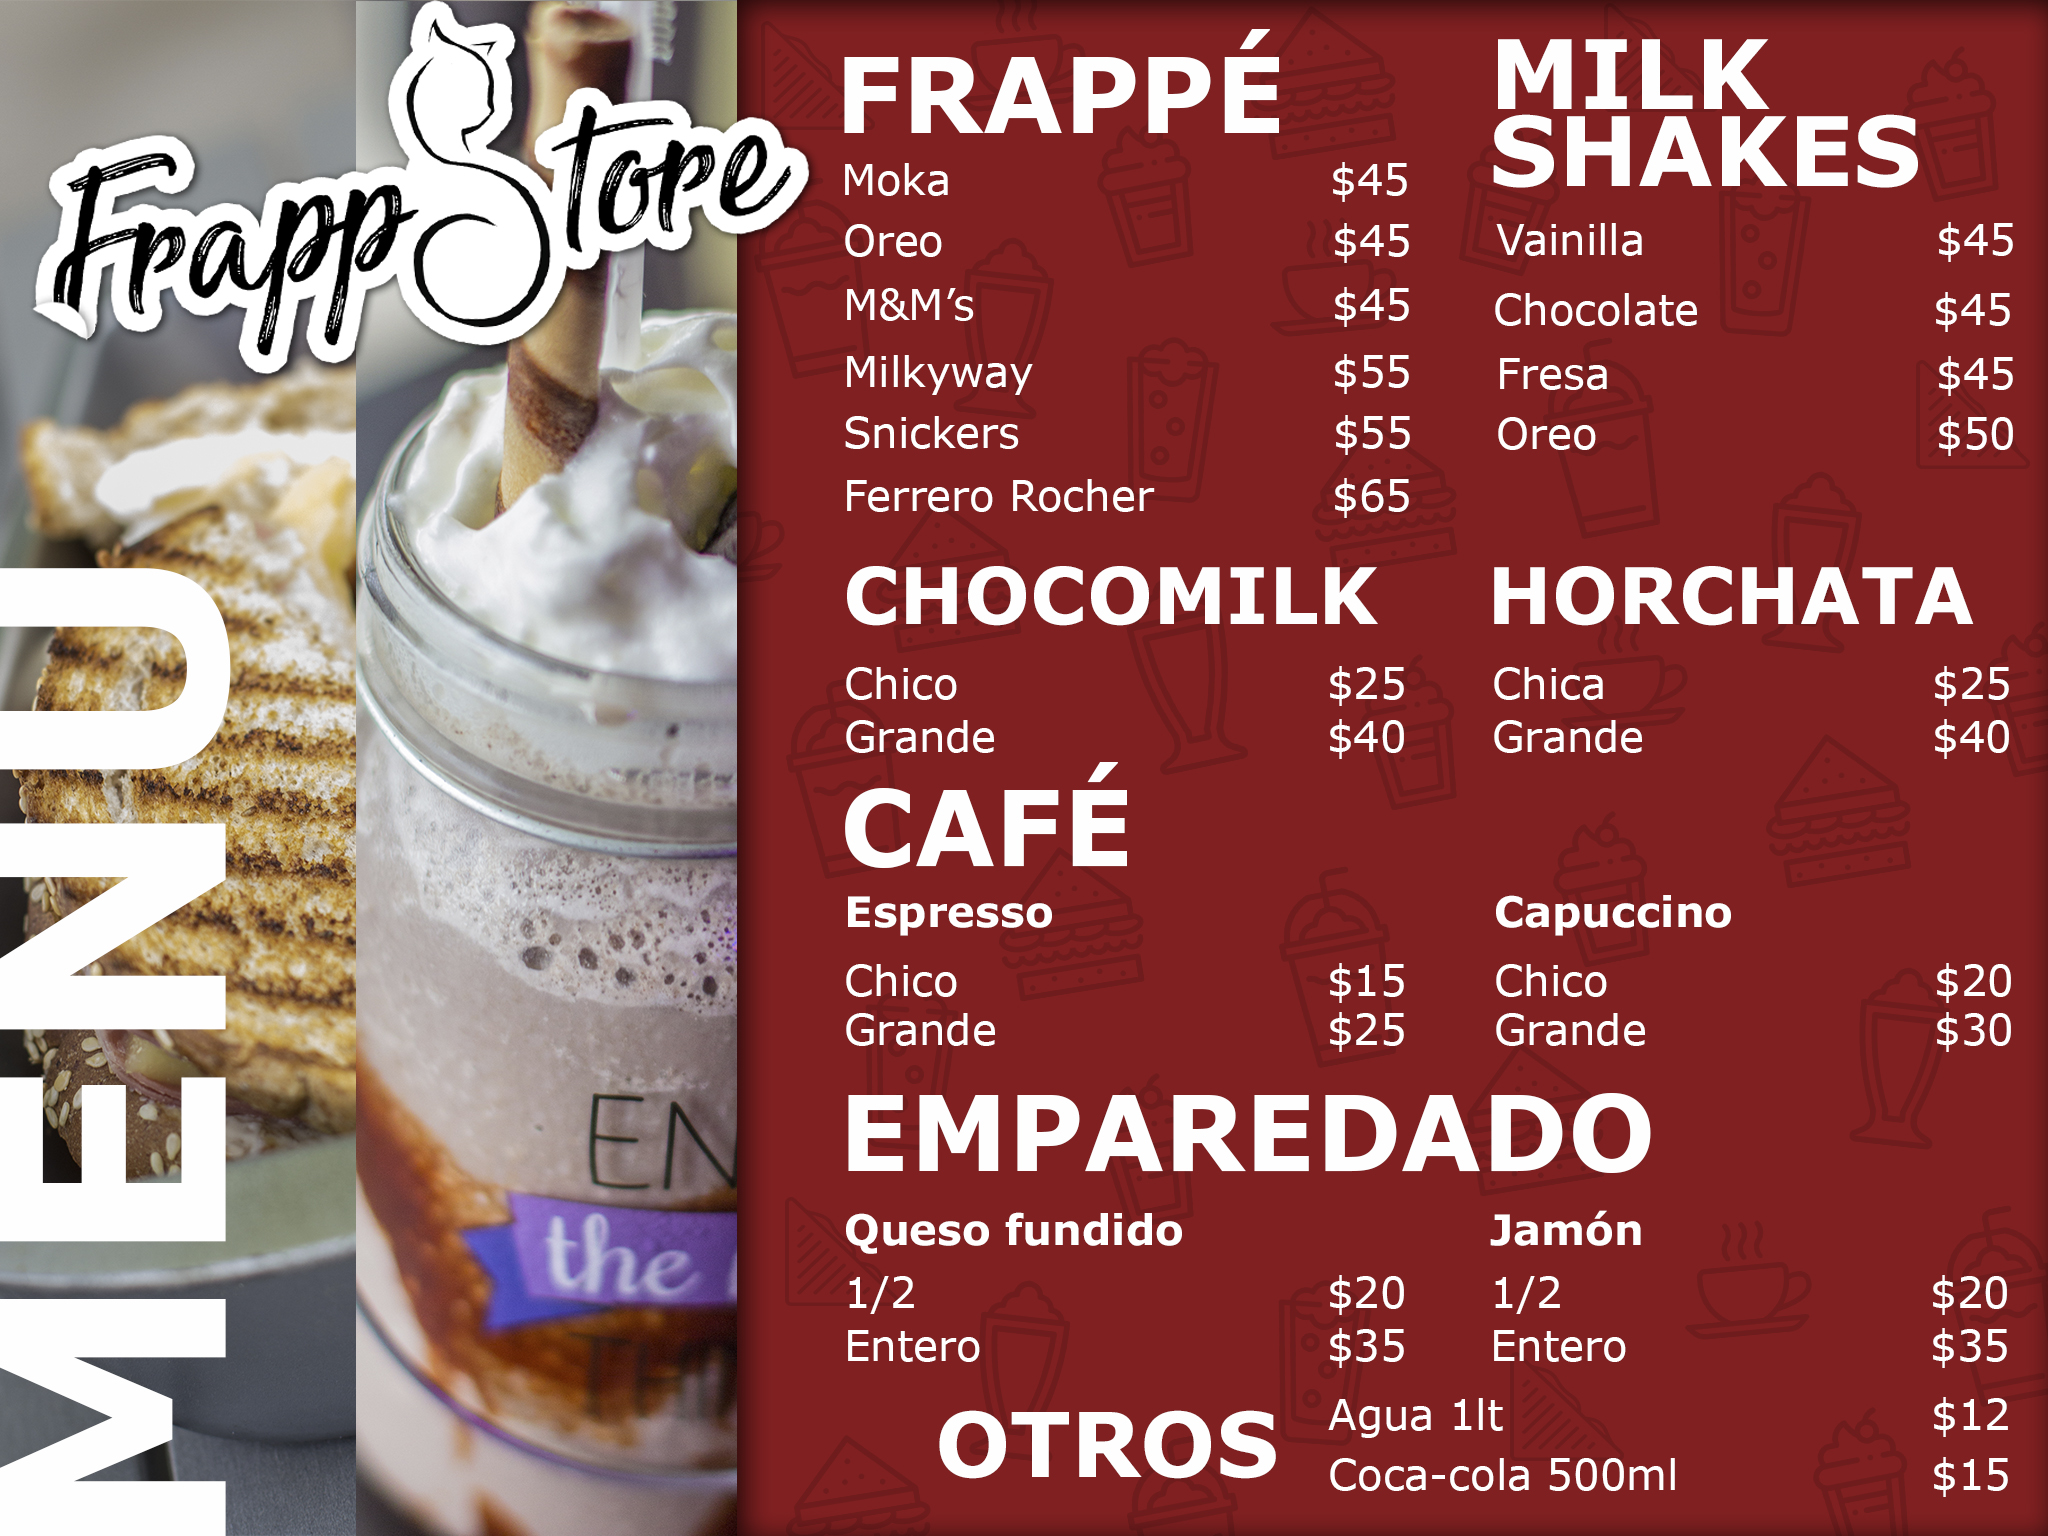 FrappStore
MENU
EN
the
FRAPPÉ
Moka $45
Oreo $45
M&M’s $45
Milkyway $55
Snickers $55
Ferrero Rocher $65
MILK
SHAKES
Vainilla $45
Chocolate $45
Fresa $45
Oreo $50
CHOCOMILK
Chico $25
Grande $40
HORCHATA
Chica $25
Grande $40
CAFÉ
Espresso
Chico $15
Grande $25
Capuccino
Chico $20
Grande $30
EMPAREDADO
Queso fundido
1/2 $20
Entero $35
Jamón
1/2 $20
Entero $35
OTROS
Agua 1lt $12
Coca-cola 500ml $15